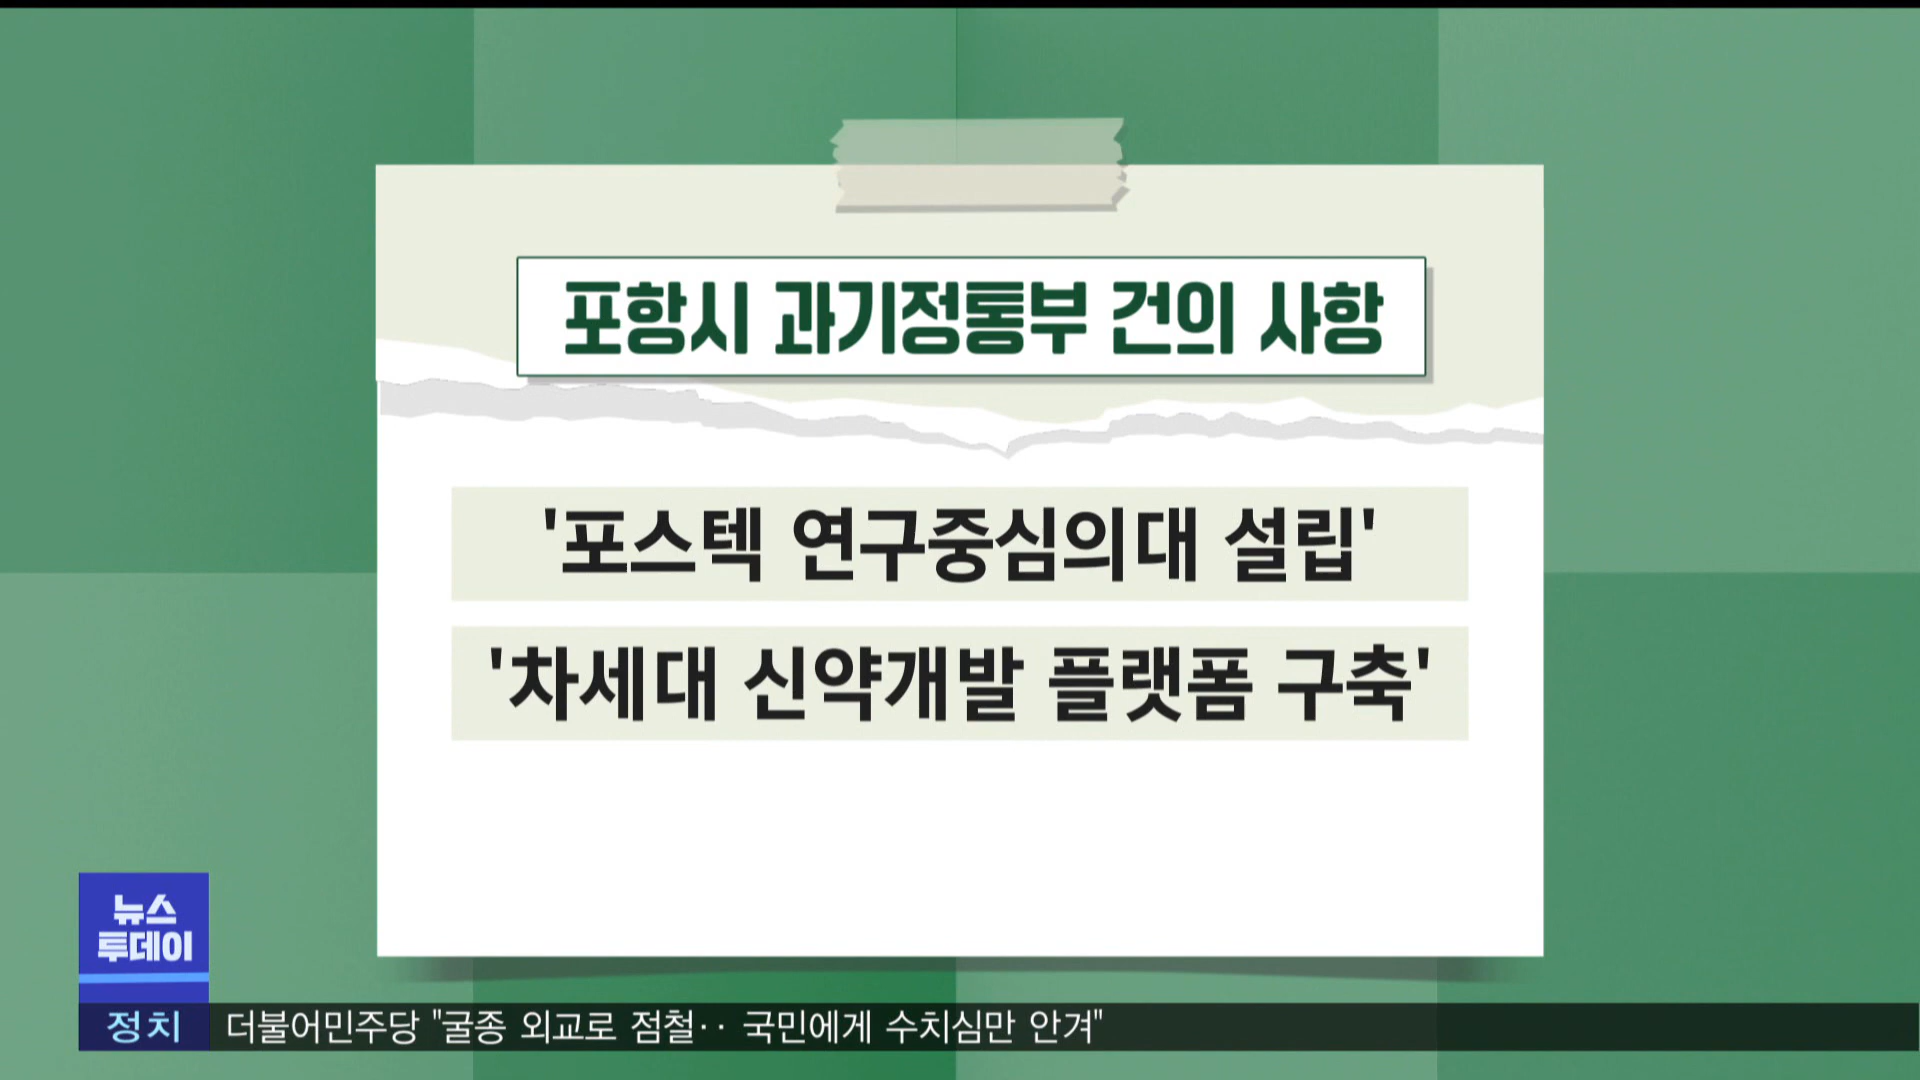 포항시 과기정통부 건의 사항
'포스텍 연구중심의대 설립'
'차세대 신약개발 플랫폼 구축'
뉴스
투데이
정치 더불어민주당 "굴종 외교로 점철‥ 국민에게 수치심만 안겨"